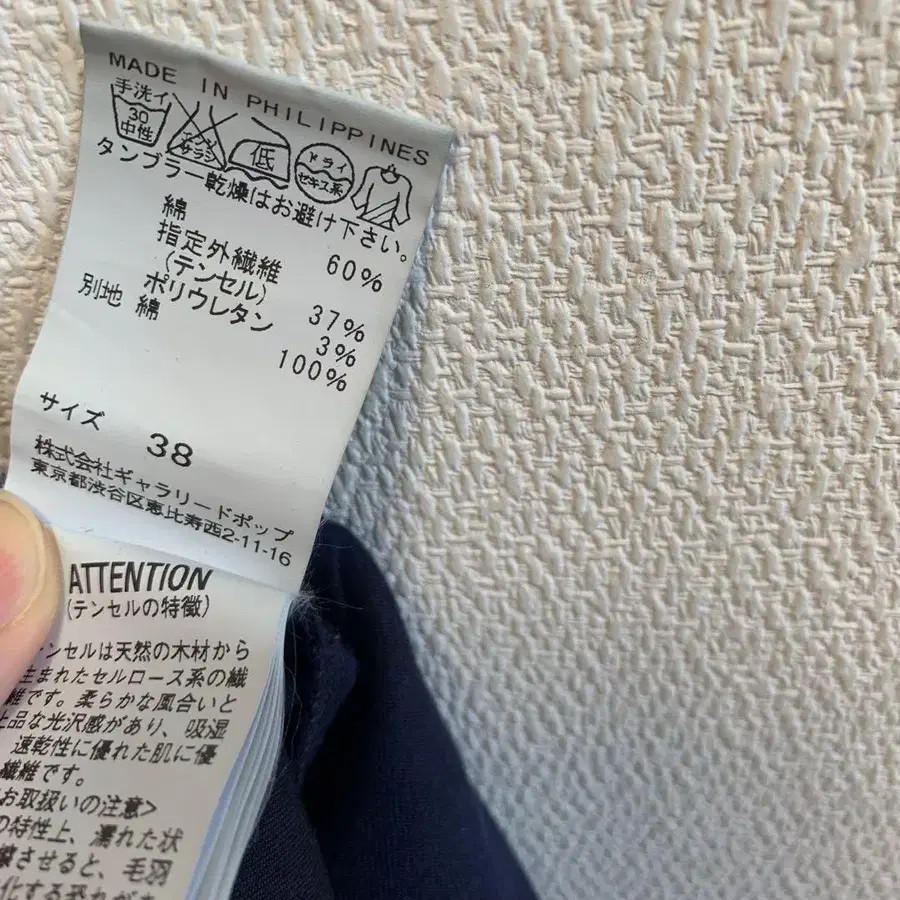 MADE IN PHILIPPINES
手洗イ
30
中性
エンソ
サラシ
低
ドライ
セキユ系
タンブラー乾燥はお避け下さい。
綿 60%
指定外繊維
(テンセル) 37%
ポリウレタン 3%
別地 綿 100%
サイズ 38
株式会社ギャラリードポップ
東京都渋谷区恵比寿西2-11-16
ATTENTION
(テンセルの特徴)
ンセルは天然の木材から
生まれたセルロース系の繊
維です。柔らかな風合いと
上品な光沢感があり、吸湿
速乾性に優れた肌に優
繊維です。
お取扱いの注意>
の特性上、濡れた状
させると、毛羽
化する恐れが